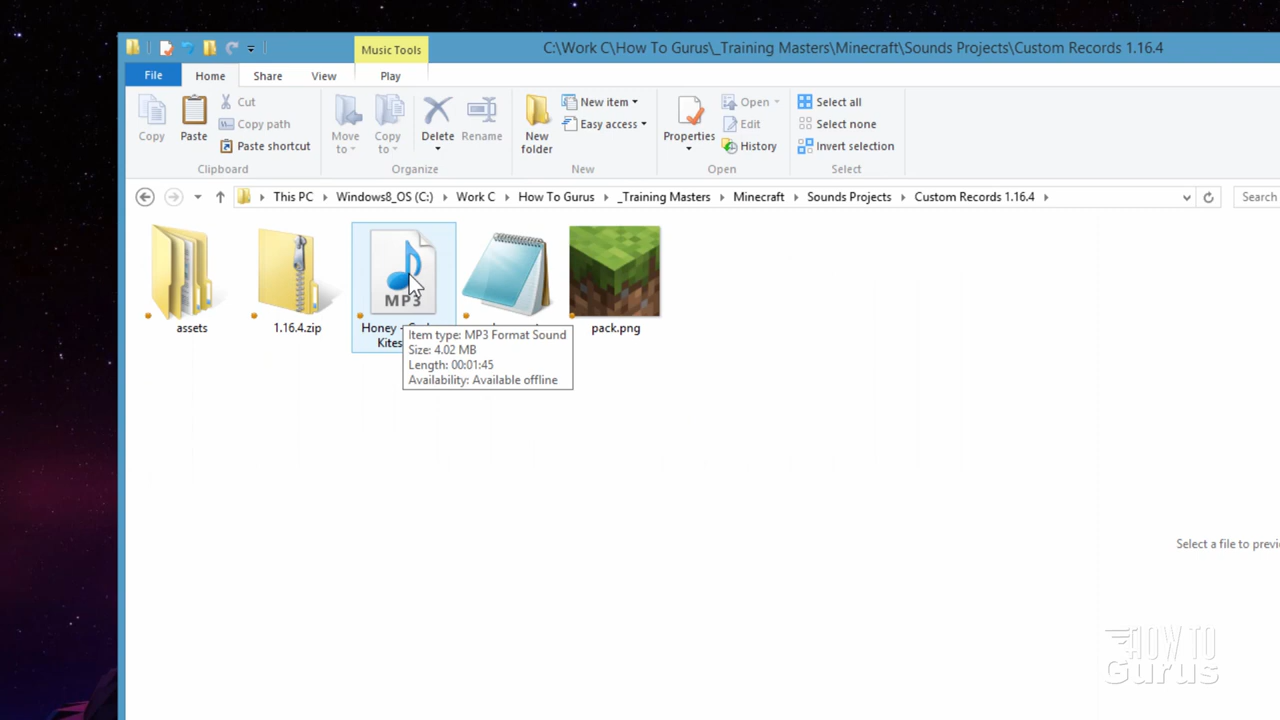 Music Tools
C:\Work C\How To Gurus\_Training Masters\Minecraft\Sounds Projects\Custom Records 1.16.4
File Home Share View Play
Copy
Paste
Cut
Copy path
Paste shortcut
Clipboard
Move to
Copy to
Delete
Rename
Organize
New folder
New item
Easy access
New
Properties
Open
Edit
History
Open
Select all
Select none
Invert selection
Select
This PC Windows8_OS (C:) Work C How To Gurus _Training Masters Minecraft Sounds Projects Custom Records 1.16.4
Search
MP3
assets
1.16.4.zip
Honey -
Kites
pack.png
Item type: MP3 Format Sound
Size: 4.02 MB
Length: 00:01:45
Availability: Available offline
Select a file to previe
HOW TO
Gurus